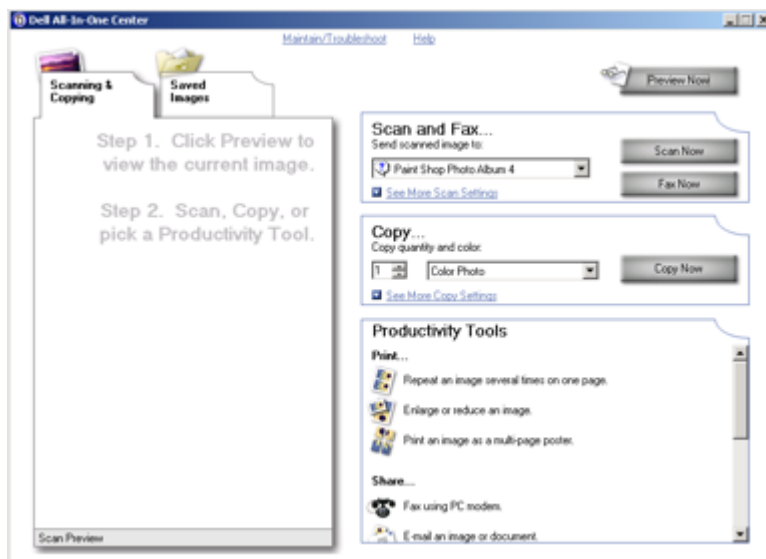 Dell All-In-One Center
Maintain/Troubleshoot Help
Scanning &
Copying
Saved
Images
Preview Now!
Step 1. Click Preview to
view the current image.
Step 2. Scan, Copy, or
pick a Productivity Tool.
Scan Preview
Scan and Fax...
Send scanned image to:
Paint Shop Photo Album 4
See More Scan Settings
Scan Now
Fax Now
Copy...
Copy quantity and color.
1 Color Photo
See More Copy Settings
Copy Now
Productivity Tools
Print...
Repeat an image several times on one page.
Enlarge or reduce an image.
Print an image as a multi-page poster.
Share...
Fax using PC modem.
E-mail an image or document.